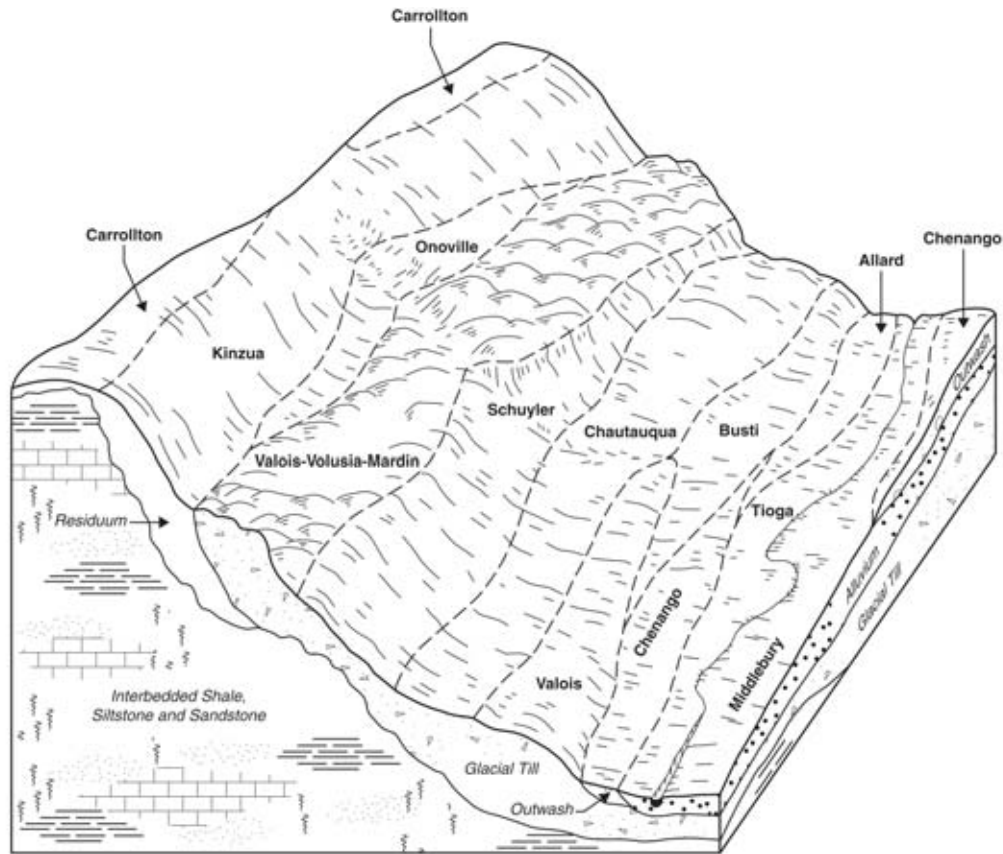 Carrollton
Carrollton
Onoville
Chenango
Allard
Kinzua
Schuyler
Chautauqua
Busti
Valois-Volusia-Mardin
Outwash
Residuum
Tioga
Alluvium
Glacial Till
Chenango
Middlebury
Valois
Interbedded Shale,
Siltstone and Sandstone
Glacial Till
Outwash